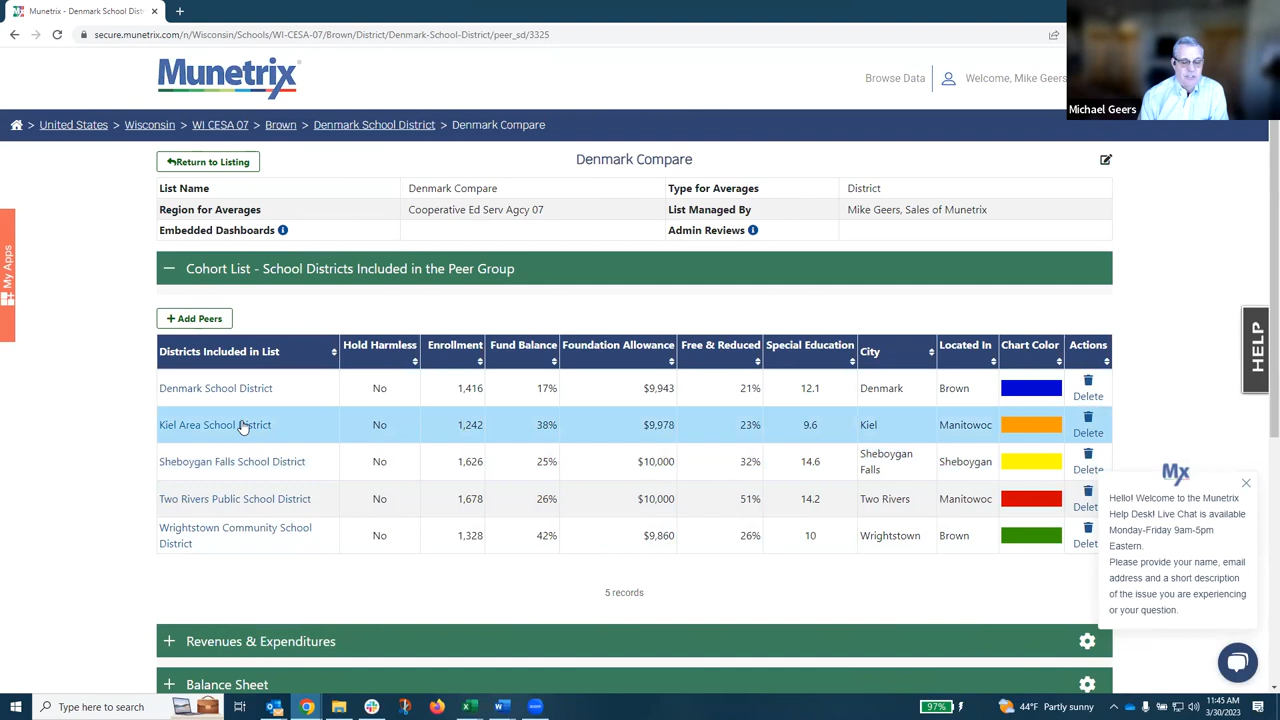 Munetrix - Denmark School Distr
secure.munetrix.com/n/Wisconsin/Schools/WI-CESA-07/Brown/District/Denmark-School-District/peer_sd/3325
Munetrix
Browse Data
Welcome, Mike Geers
Michael Geers
> United States > Wisconsin > WI CESA 07 > Brown > Denmark School District > Denmark Compare
Return to Listing
Denmark Compare
List Name Denmark Compare Type for Averages District
Region for Averages Cooperative Ed Serv Agcy 07 List Managed By Mike Geers, Sales of Munetrix
Embedded Dashboards Admin Reviews
My Apps
− Cohort List - School Districts Included in the Peer Group
+ Add Peers
Districts Included in List Hold Harmless Enrollment Fund Balance Foundation Allowance Free & Reduced Special Education City Located In Chart Color Actions
Denmark School District No 1,416 17% $9,943 21% 12.1 Denmark Brown Delete
Kiel Area School District No 1,242 38% $9,978 23% 9.6 Kiel Manitowoc Delete
Sheboygan Falls School District No 1,626 25% $10,000 32% 14.6 Sheboygan Falls Sheboygan Delete
Two Rivers Public School District No 1,678 26% $10,000 51% 14.2 Two Rivers Manitowoc Delete
Wrightstown Community School District No 1,328 42% $9,860 26% 10 Wrightstown Brown Delete
5 records
+ Revenues & Expenditures
+ Balance Sheet
HELP
Mx
Hello! Welcome to the Munetrix
Help Desk! Live Chat is available
Monday-Friday 9am-5pm
Eastern.
Please provide your name, email
address and a short description
of the issue you are experiencing
or your question.
Type here to search
97%
44°F Partly sunny
11:45 AM
3/30/2023